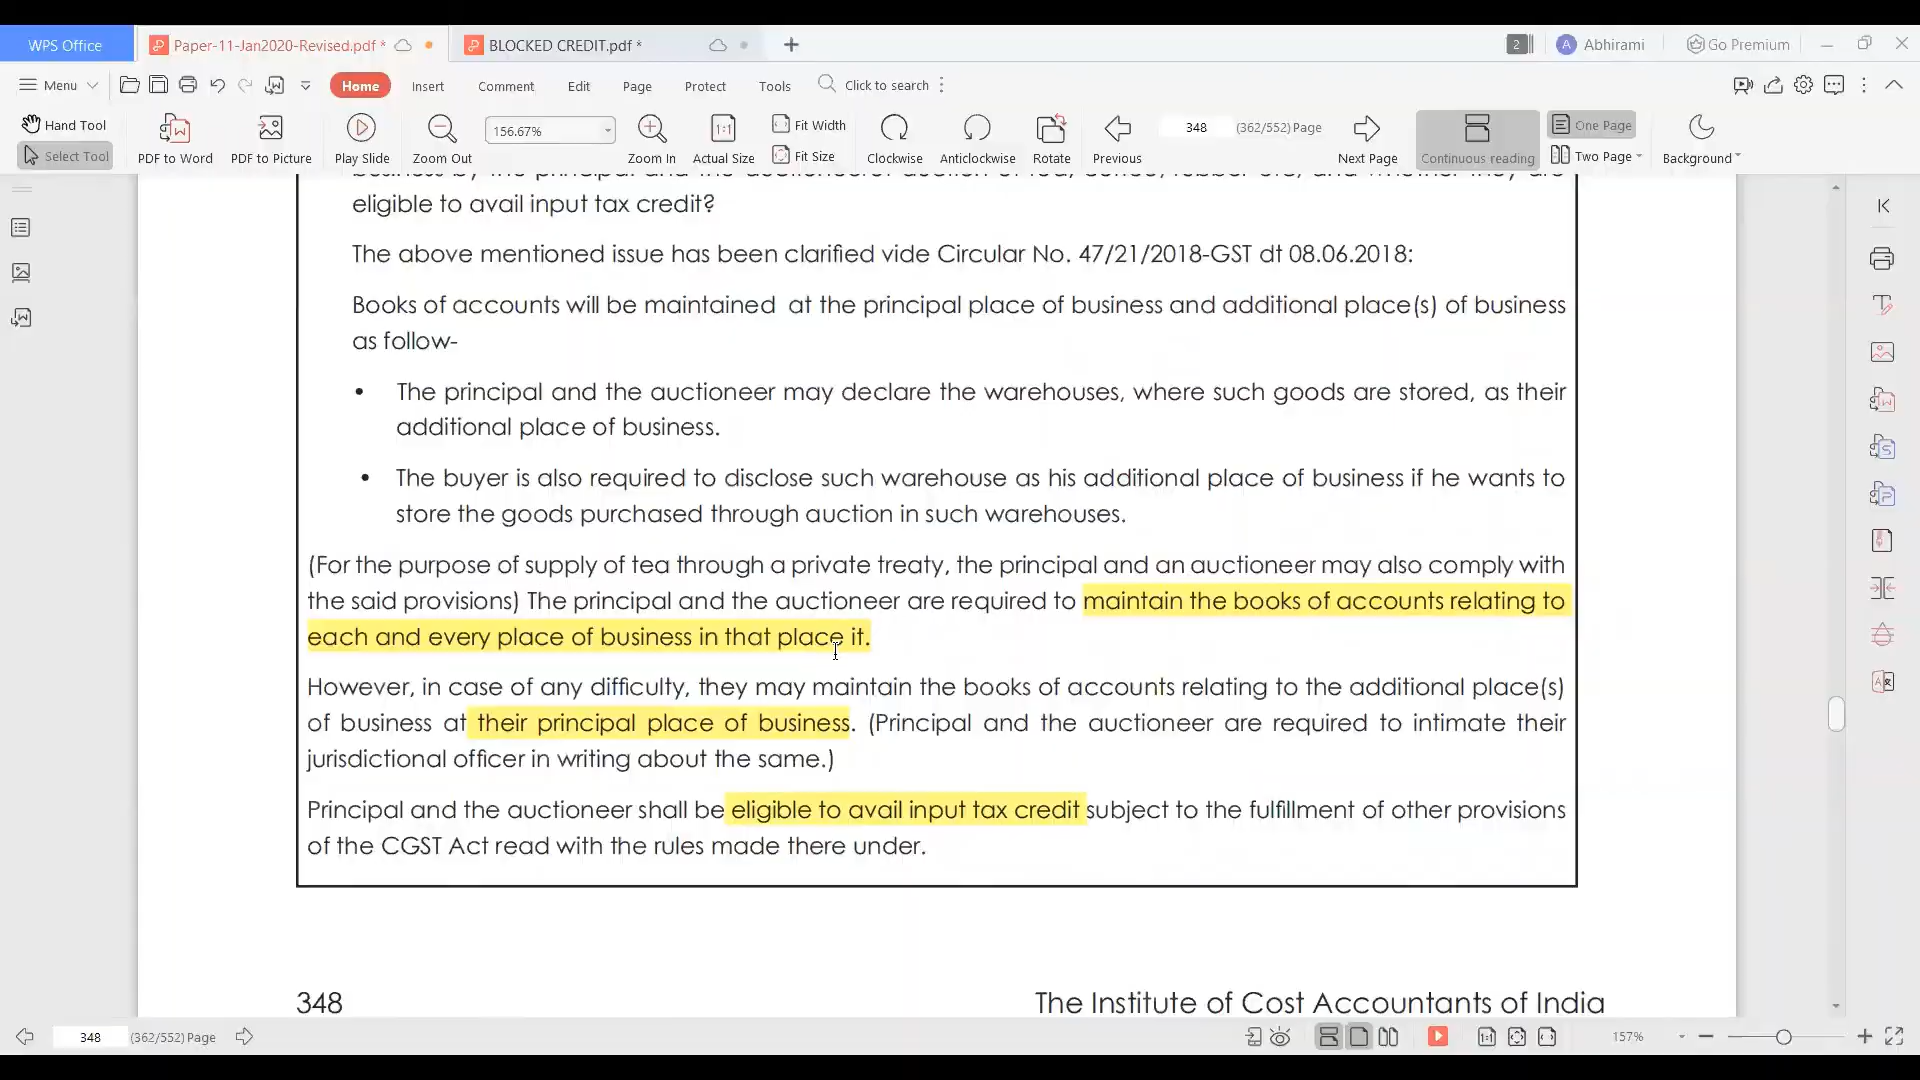 WPS Office
Paper-11-Jan2020-Revised.pdf *
BLOCKED CREDIT.pdf *
2
A Abhirami
Go Premium
Menu
Home
Insert
Comment
Edit
Page
Protect
Tools
Click to search
Hand Tool
Select Tool
PDF to Word
PDF to Picture
Play Slide
Zoom Out
156.67%
Zoom In
1:1
Actual Size
Fit Width
Fit Size
Clockwise
Anticlockwise
Rotate
Previous
348
(362/552) Page
Next Page
Continuous reading
One Page
Two Page
Background
eligible to avail input tax credit?
The above mentioned issue has been clarified vide Circular No. 47/21/2018-GST dt 08.06.2018:
Books of accounts will be maintained at the principal place of business and additional place(s) of business
as follow-
• The principal and the auctioneer may declare the warehouses, where such goods are stored, as their
additional place of business.
• The buyer is also required to disclose such warehouse as his additional place of business if he wants to
store the goods purchased through auction in such warehouses.
(For the purpose of supply of tea through a private treaty, the principal and an auctioneer may also comply with
the said provisions) The principal and the auctioneer are required to maintain the books of accounts relating to
each and every place of business in that place it.
However, in case of any difficulty, they may maintain the books of accounts relating to the additional place(s)
of business at their principal place of business. (Principal and the auctioneer are required to intimate their
jurisdictional officer in writing about the same.)
Principal and the auctioneer shall be eligible to avail input tax credit subject to the fulfillment of other provisions
of the CGST Act read with the rules made there under.
348
The Institute of Cost Accountants of India
348
(362/552) Page
157%